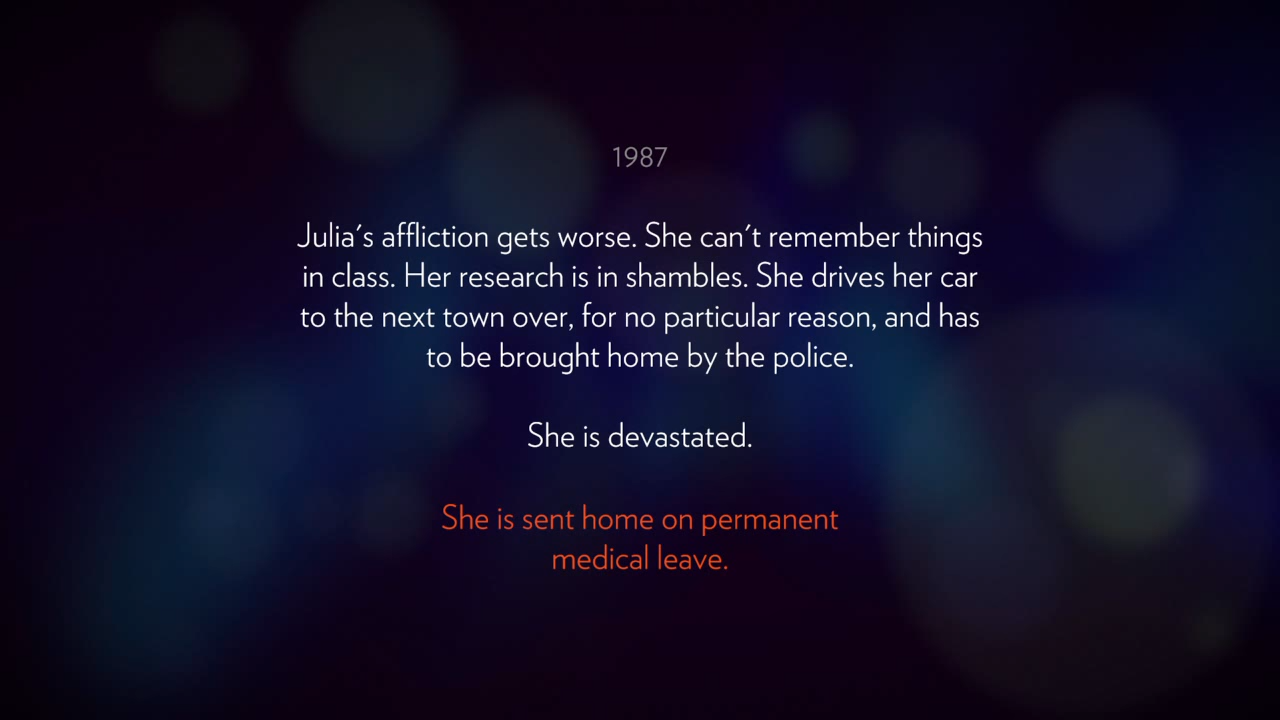 1987
Julia's affliction gets worse. She can't remember things
in class. Her research is in shambles. She drives her car
to the next town over, for no particular reason, and has
to be brought home by the police.
She is devastated.
She is sent home on permanent
medical leave.